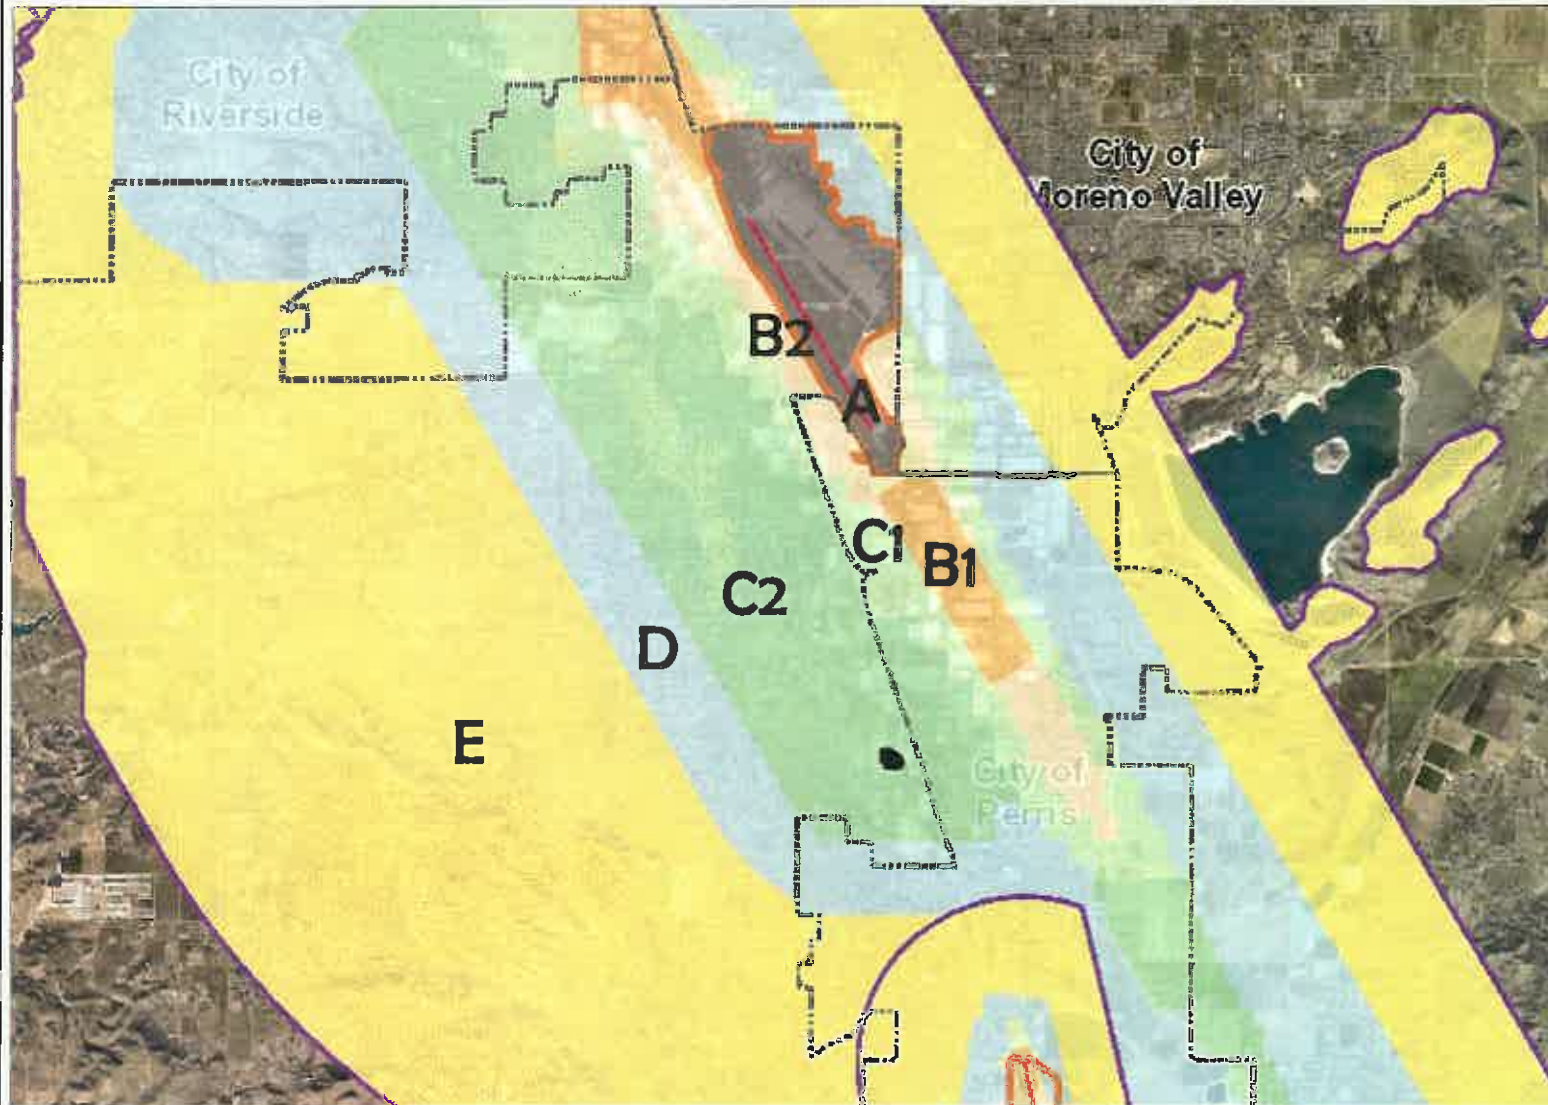 City of
Riverside
City of
Moreno Valley
B2
A
C1
B1
C2
D
E
City of
Perris